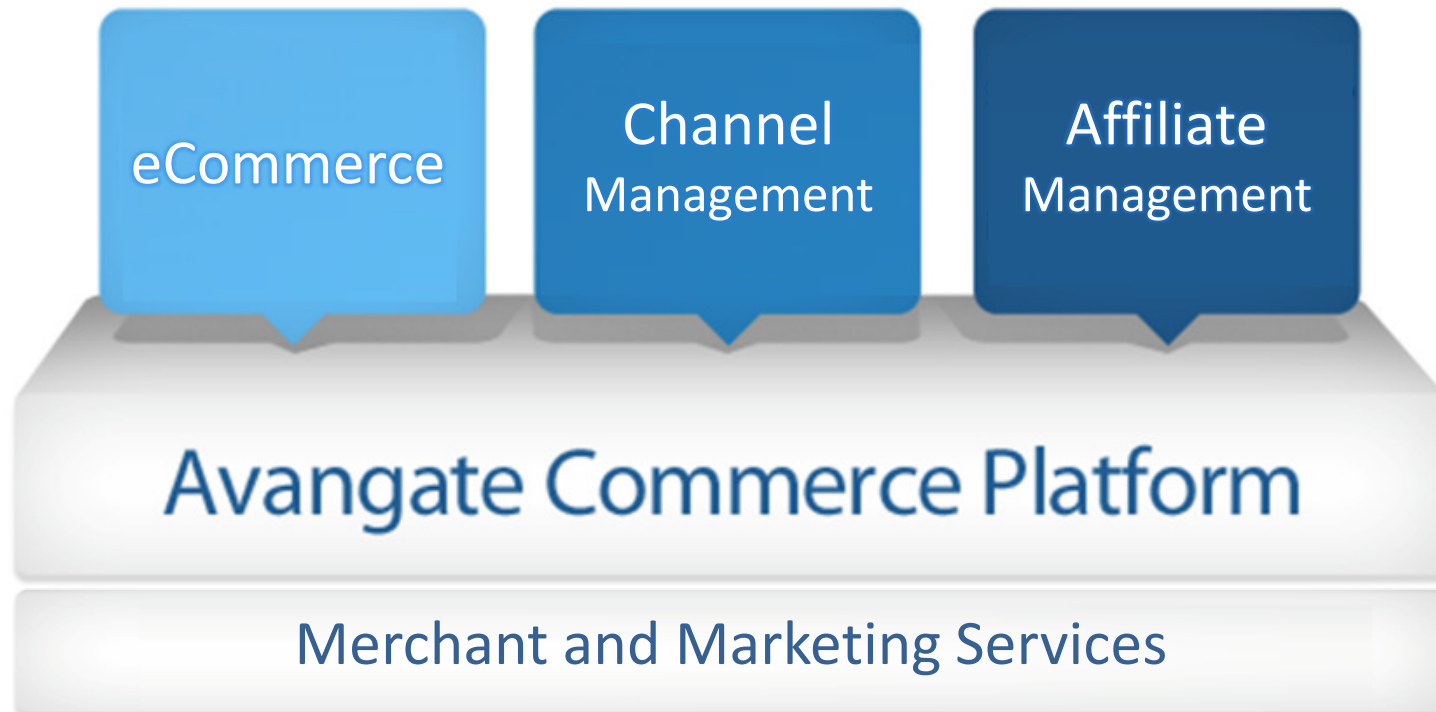 eCommerce
Channel
Management
Affiliate
Management
Avangate Commerce Platform
Merchant and Marketing Services